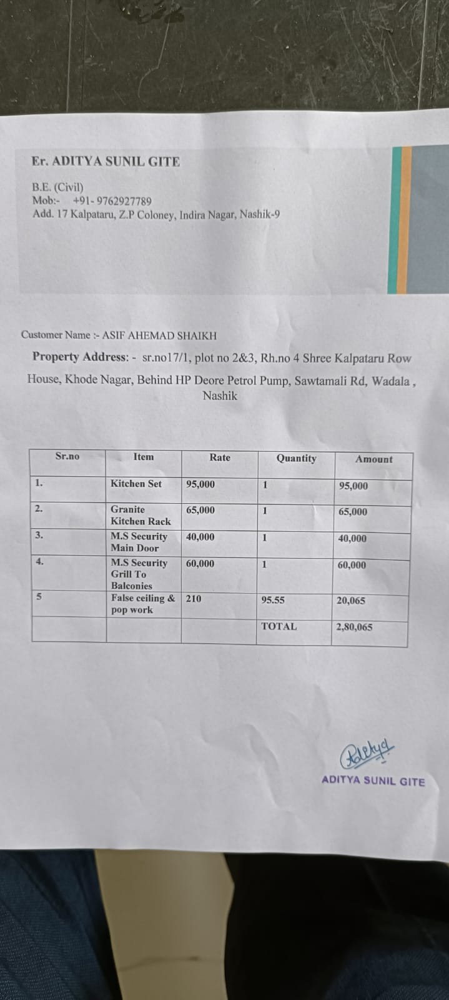 Er. ADITYA SUNIL GITE
B.E. (Civil)
Mob:- +91- 9762927789
Add. 17 Kalpataru, Z.P Coloney, Indira Nagar, Nashik-9
Customer Name :- ASIF AHEMAD SHAIKH
Property Address: - sr.no17/1, plot no 2&3, Rh.no 4 Shree Kalpataru Row
House, Khode Nagar, Behind HP Deore Petrol Pump, Sawtamali Rd, Wadala ,
Nashik
Sr.no Item Rate Quantity Amount
1. Kitchen Set 95,000 1 95,000
2. Granite 65,000 1 65,000
Kitchen Rack
3. M.S Security 40,000 1 40,000
Main Door
4. M.S Security 60,000 1 60,000
Grill To
Balconies
5 False ceiling & 210 95.55 20,065
pop work
TOTAL 2,80,065
Aditya
ADITYA SUNIL GITE